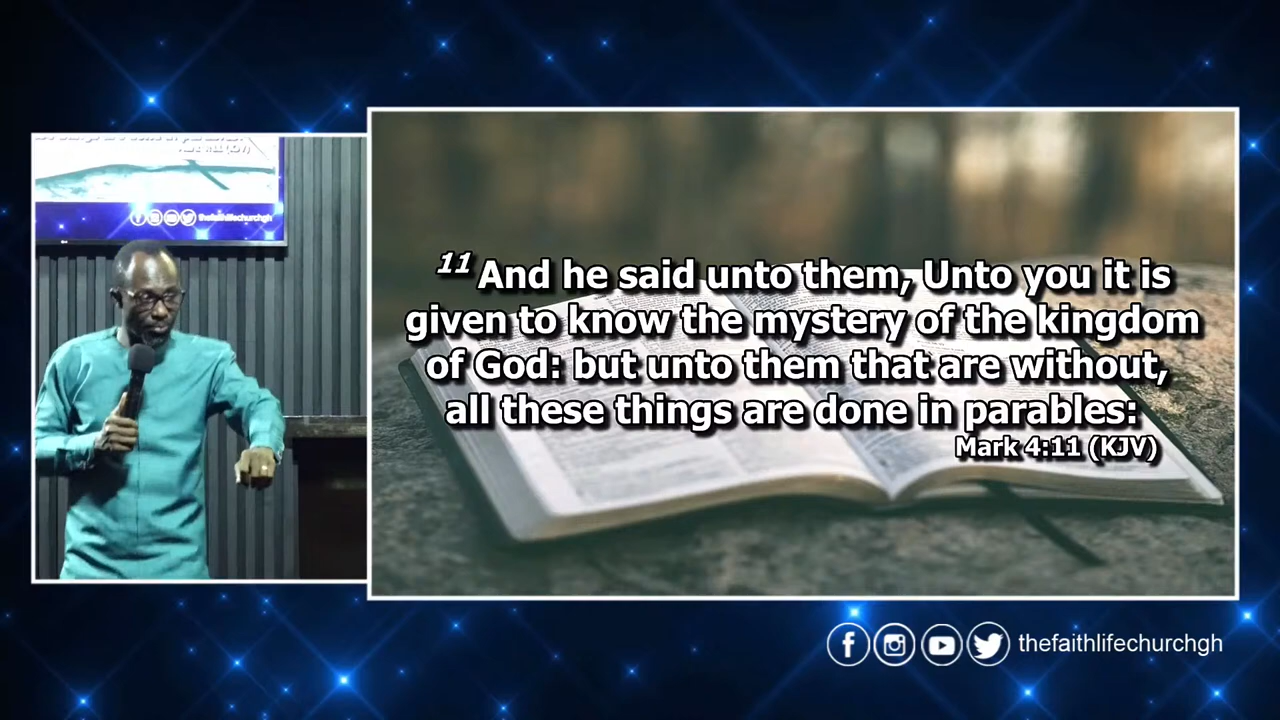 thefaithlifechurchgh
11 And he said unto them, Unto you it is
given to know the mystery of the kingdom
of God: but unto them that are without,
all these things are done in parables:
Mark 4:11 (KJV)
thefaithlifechurchgh